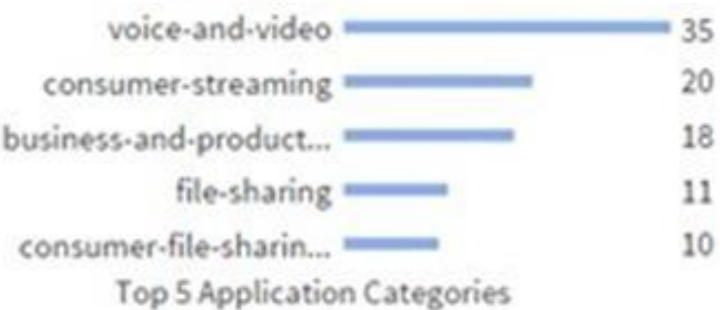 voice-and-video 35
consumer-streaming 20
business-and-product... 18
file-sharing 11
consumer-file-sharin... 10
Top 5 Application Categories